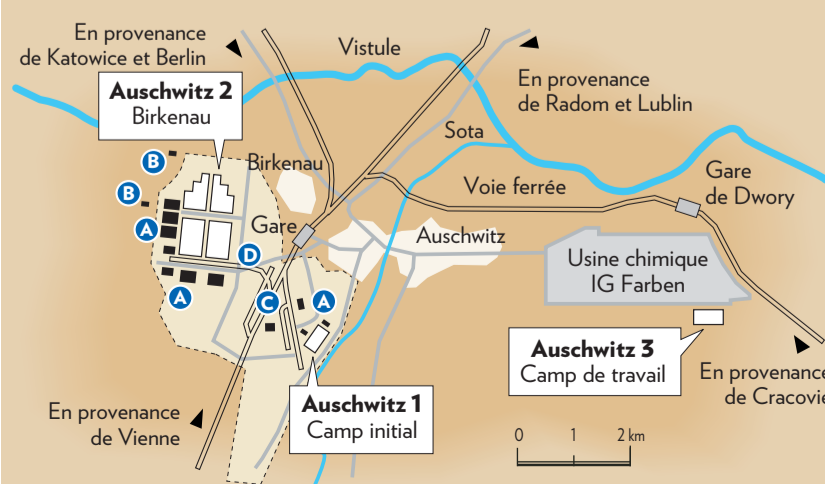 En provenance
de Katowice et Berlin
Vistule
En provenance
de Radom et Lublin
Auschwitz 2
Birkenau
Sota
B
Birkenau
Gare
de Dwory
B
Voie ferrée
A
Gare
Auschwitz
D
Usine chimique
IG Farben
A
C
A
Auschwitz 3
Camp de travail
En provenance
de Cracovie
Auschwitz 1
Camp initial
En provenance
de Vienne
0 1 2 km